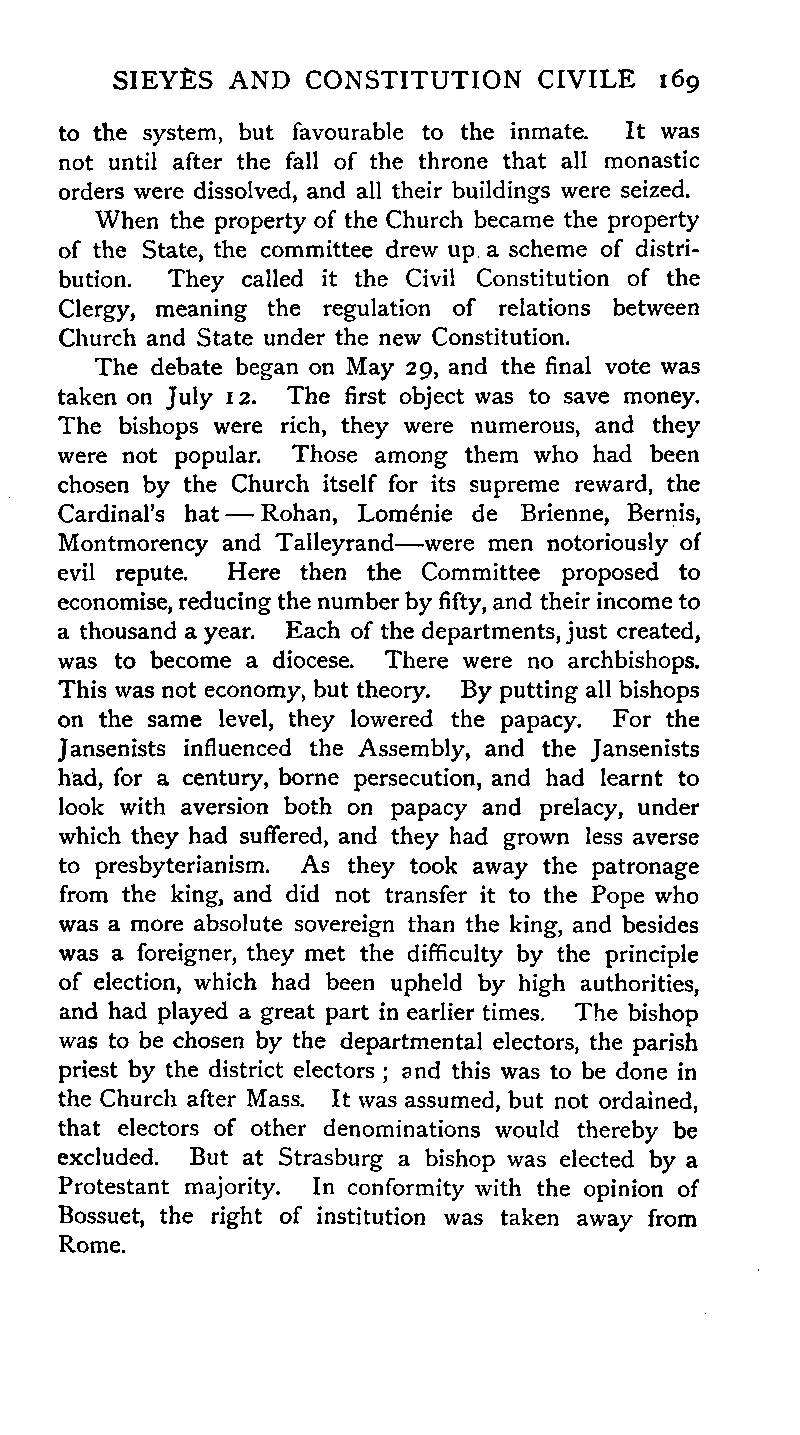 SIEYÈS AND CONSTITUTION CIVILE 169
to the system, but favourable to the inmate. It was
not until after the fall of the throne that all monastic
orders were dissolved, and all their buildings were seized.
When the property of the Church became the property
of the State, the committee drew up a scheme of distri-
bution. They called it the Civil Constitution of the
Clergy, meaning the regulation of relations between
Church and State under the new Constitution.
The debate began on May 29, and the final vote was
taken on July 12. The first object was to save money.
The bishops were rich, they were numerous, and they
were not popular. Those among them who had been
chosen by the Church itself for its supreme reward, the
Cardinal's hat—Rohan, Loménie de Brienne, Bernis,
Montmorency and Talleyrand—were men notoriously of
evil repute. Here then the Committee proposed to
economise, reducing the number by fifty, and their income to
a thousand a year. Each of the departments, just created,
was to become a diocese. There were no archbishops.
This was not economy, but theory. By putting all bishops
on the same level, they lowered the papacy. For the
Jansenists influenced the Assembly, and the Jansenists
had, for a century, borne persecution, and had learnt to
look with aversion both on papacy and prelacy, under
which they had suffered, and they had grown less averse
to presbyterianism. As they took away the patronage
from the king, and did not transfer it to the Pope who
was a more absolute sovereign than the king, and besides
was a foreigner, they met the difficulty by the principle
of election, which had been upheld by high authorities,
and had played a great part in earlier times. The bishop
was to be chosen by the departmental electors, the parish
priest by the district electors ; and this was to be done in
the Church after Mass. It was assumed, but not ordained,
that electors of other denominations would thereby be
excluded. But at Strasburg a bishop was elected by a
Protestant majority. In conformity with the opinion of
Bossuet, the right of institution was taken away from
Rome.